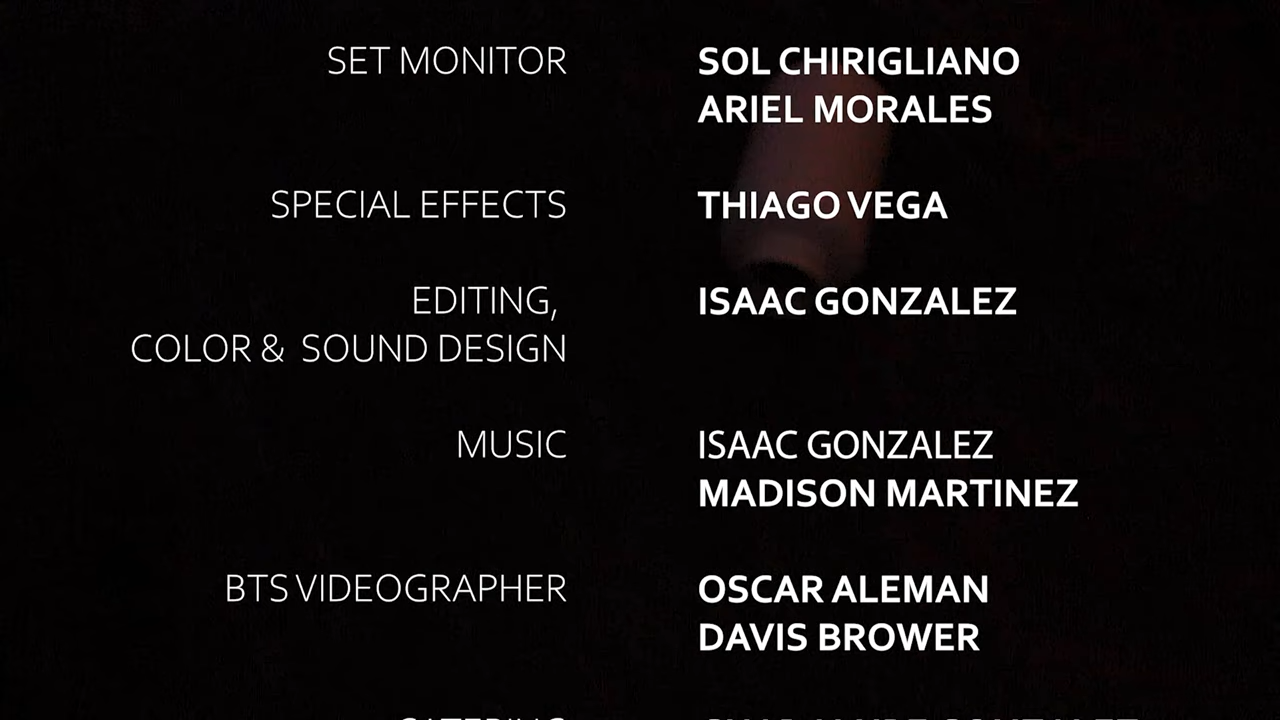 SET MONITOR SOL CHIRIGLIANO
ARIEL MORALES
SPECIAL EFFECTS THIAGO VEGA
EDITING, ISAAC GONZALEZ
COLOR & SOUND DESIGN
MUSIC ISAAC GONZALEZ
MADISON MARTINEZ
BTS VIDEOGRAPHER OSCAR ALEMAN
DAVIS BROWER